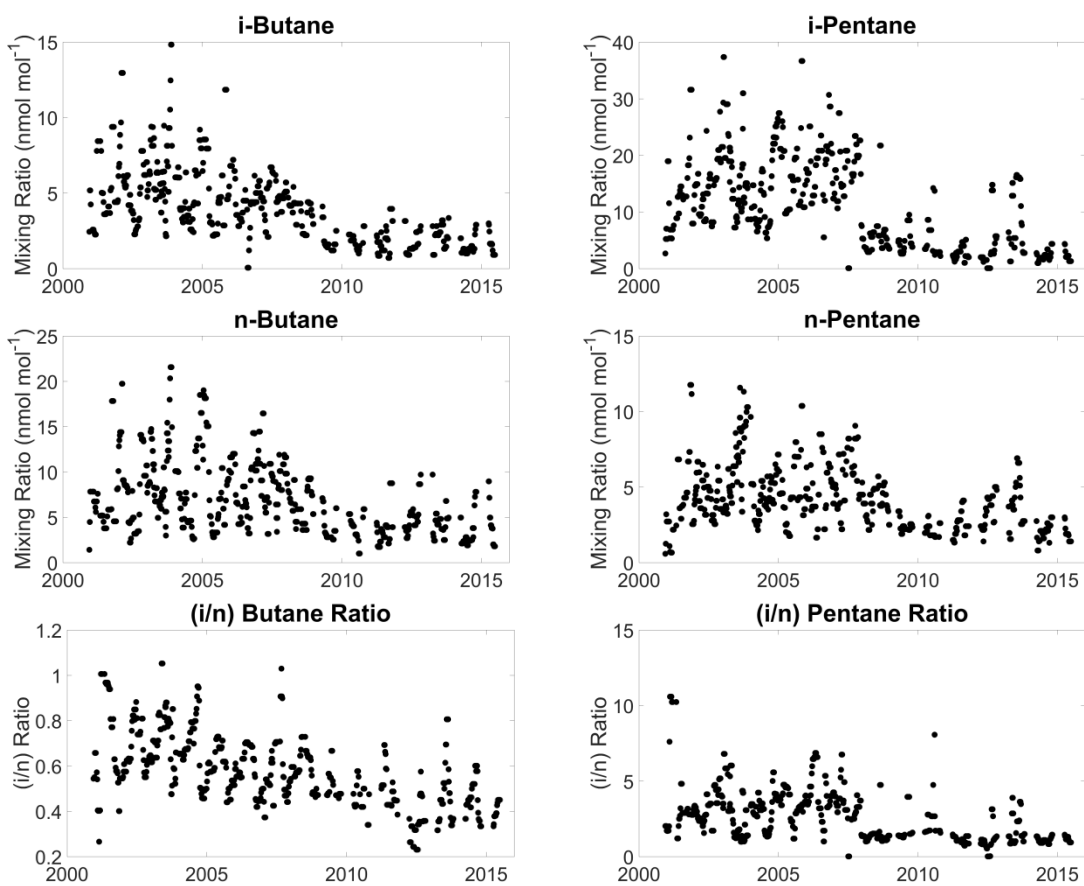 i-Butane
Mixing Ratio (nmol mol⁻¹)
15
10
5
0
2000 2005 2010 2015
i-Pentane
Mixing Ratio (nmol mol⁻¹)
40
30
20
10
0
2000 2005 2010 2015
n-Butane
Mixing Ratio (nmol mol⁻¹)
25
20
15
10
5
0
2000 2005 2010 2015
n-Pentane
Mixing Ratio (nmol mol⁻¹)
15
10
5
0
2000 2005 2010 2015
(i/n) Butane Ratio
(i/n) Ratio
1.2
1
0.8
0.6
0.4
0.2
2000 2005 2010 2015
(i/n) Pentane Ratio
(i/n) Ratio
15
10
5
0
2000 2005 2010 2015